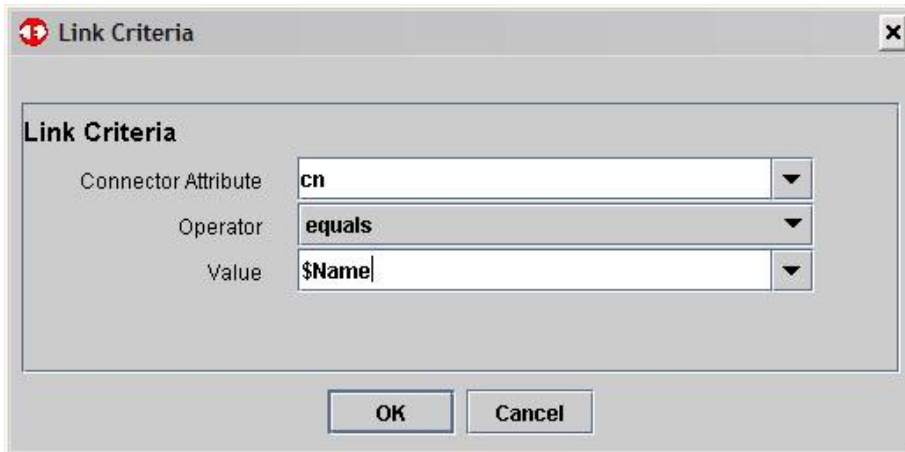 Link Criteria
Link Criteria
Connector Attribute cn
Operator equals
Value $Name
OK Cancel